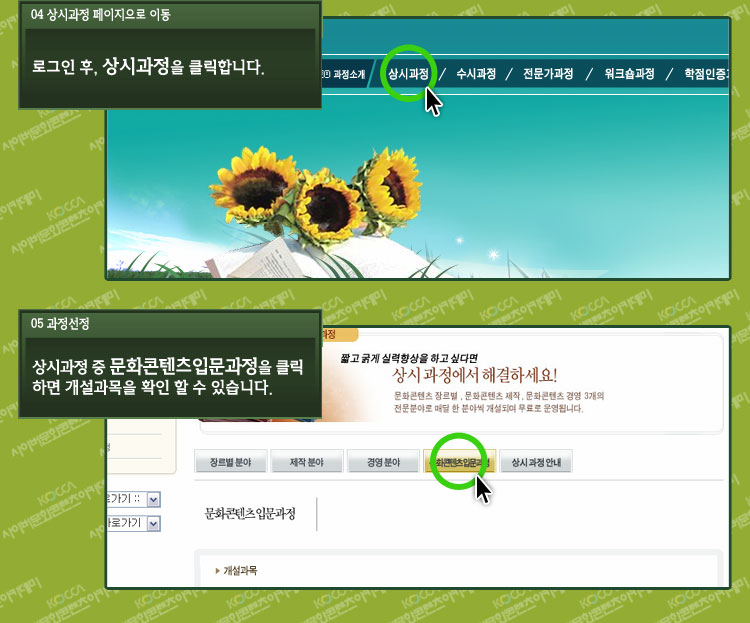 04 상시과정 페이지으로 이동
로그인 후, 상시과정을 클릭합니다.
과정소개 상시과정 / 수시과정 / 전문가과정 / 워크숍과정 / 학점인증
05 과정선정
상시과정 중 문화콘텐츠입문과정을 클릭
하면 개설과목을 확인 할 수 있습니다.
과정
짧고 굵게 실력향상을 하고 싶다면
상시 과정에서 해결하세요!
문화콘텐츠 장르별 , 문화콘텐츠 제작 , 문화콘텐츠 경영 3개의
전문분야로 매달 한 분야씩 개설되며 무료로 운영됩니다.
장르별 분야 제작 분야 경영 분야 문화콘텐츠입문과정 상시 과정 안내
로가기 ::
바로가기
문화콘텐츠입문과정
개설과목
KOCCA
사이버문화콘텐츠아카데미